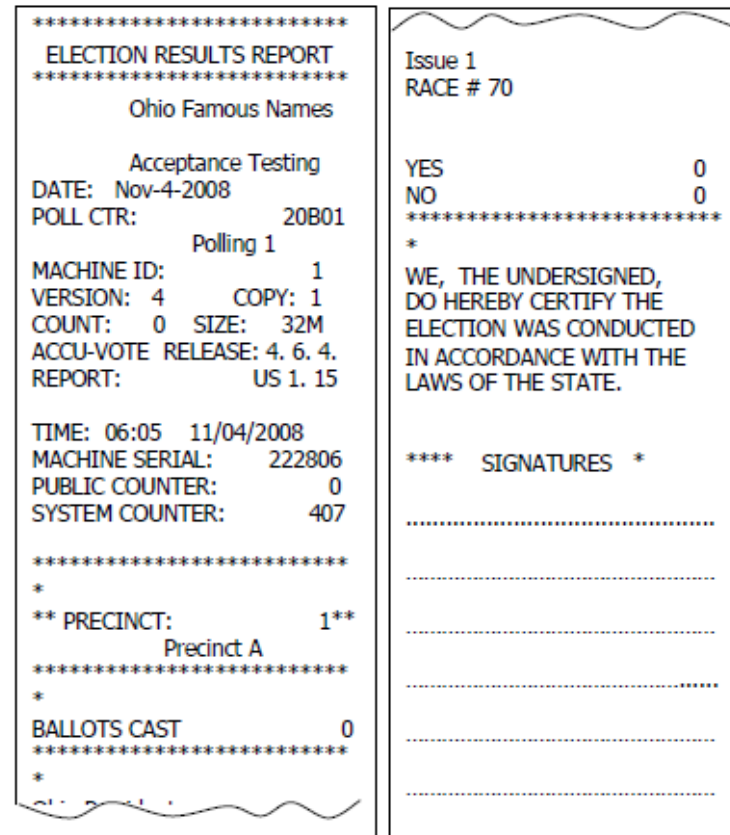 **************************
ELECTION RESULTS REPORT
**************************
Ohio Famous Names
Acceptance Testing
DATE: Nov-4-2008
POLL CTR: 20B01
Polling 1
MACHINE ID: 1
VERSION: 4 COPY: 1
COUNT: 0 SIZE: 32M
ACCU-VOTE RELEASE: 4. 6. 4.
REPORT: US 1. 15
TIME: 06:05 11/04/2008
MACHINE SERIAL: 222806
PUBLIC COUNTER: 0
SYSTEM COUNTER: 407
**************************
*
** PRECINCT: 1**
Precinct A
**************************
*
BALLOTS CAST 0
**************************
*
Issue 1
RACE # 70
YES 0
NO 0
**************************
*
WE, THE UNDERSIGNED,
DO HEREBY CERTIFY THE
ELECTION WAS CONDUCTED
IN ACCORDANCE WITH THE
LAWS OF THE STATE.
**** SIGNATURES *